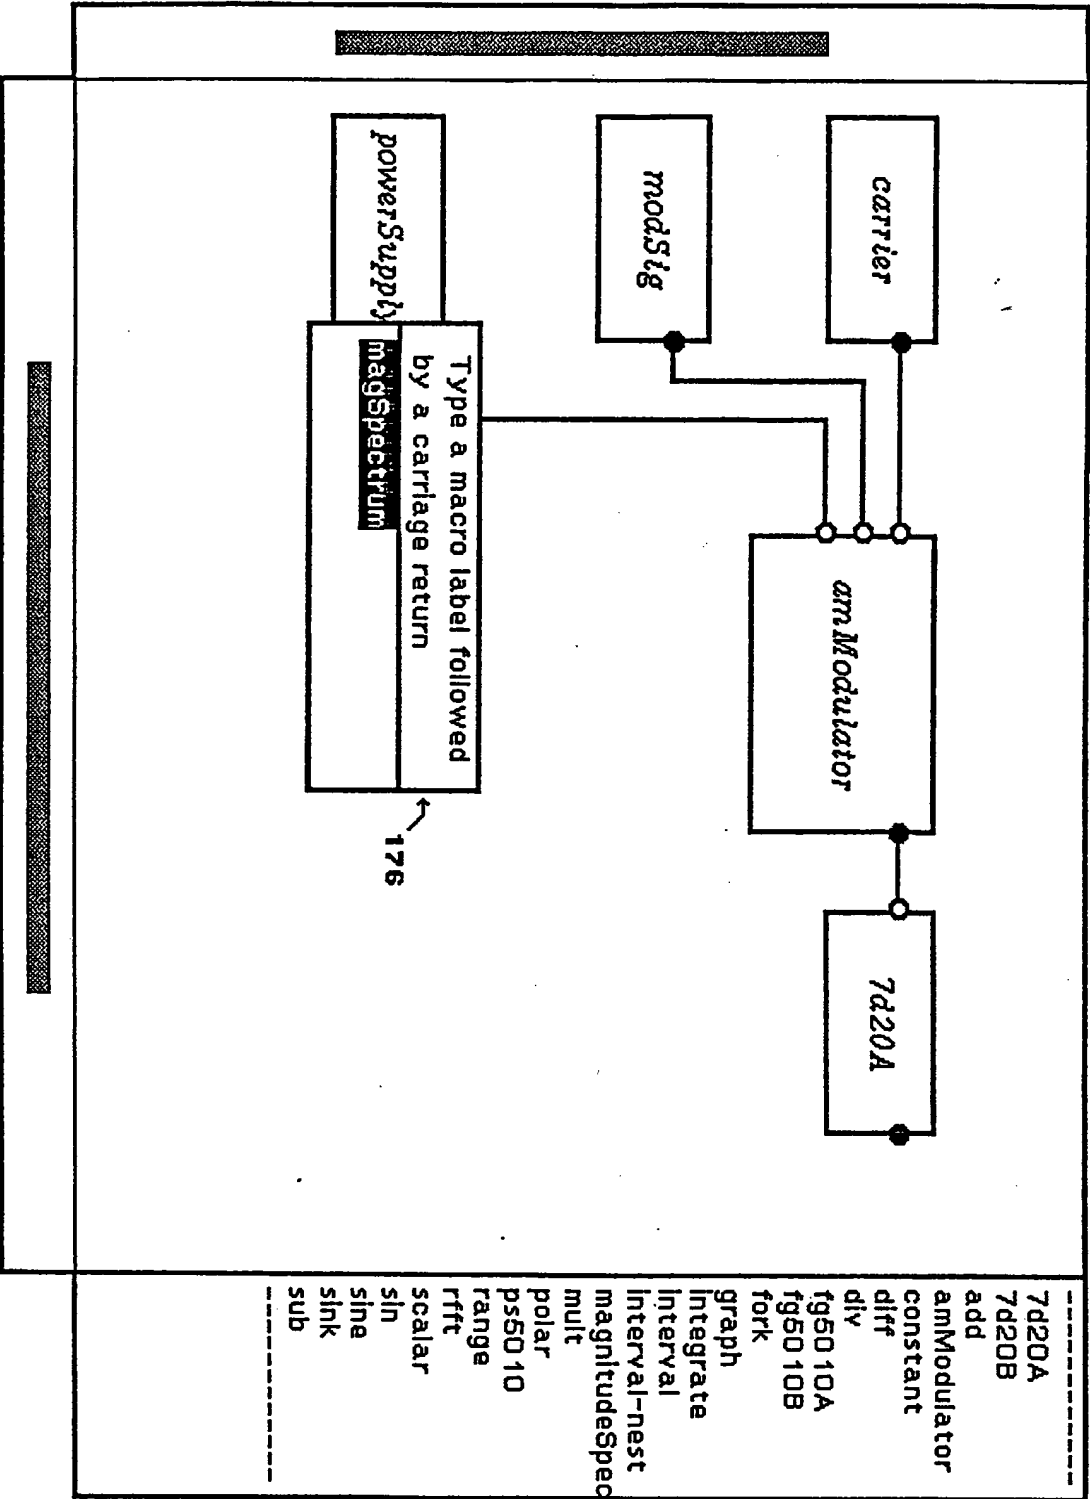 carrier
modSig
powerSupply
amModulator
7d20A
Type a macro label followed
by a carriage return
magSpectrum
176
-------------
7d20A
7d20B
add
amModulator
constant
diff
div
fg5010A
fg5010B
fork
graph
integrate
interval
interval-nest
magnitudeSpec
mult
polar
ps5010
range
rfft
scalar
sin
sine
sink
sub
-------------